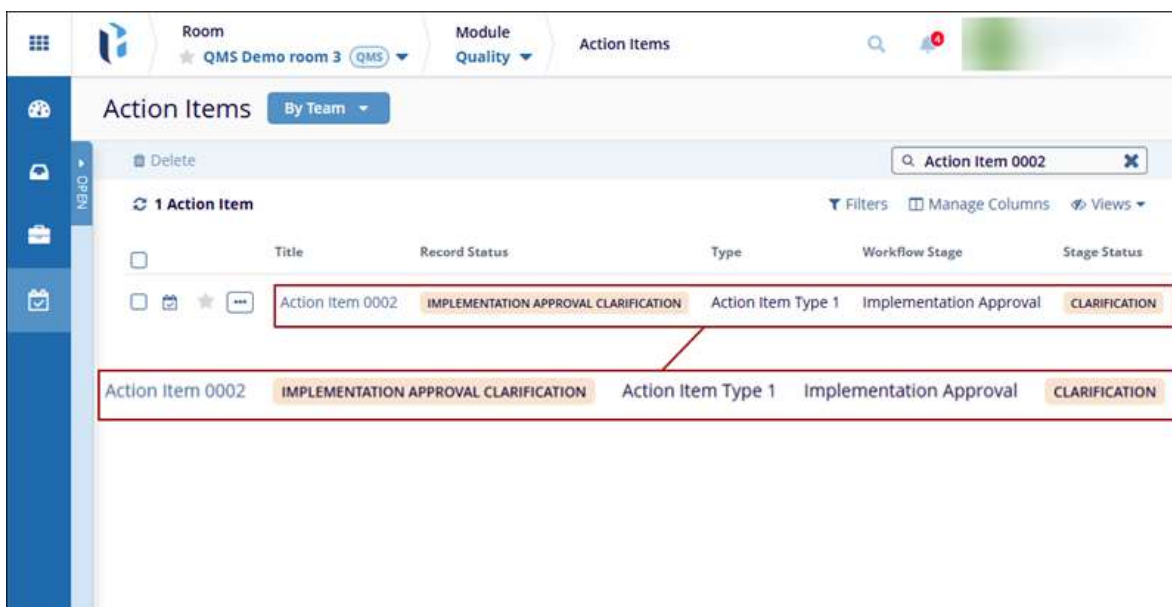 Room Module
QMS Demo room 3 QMS Quality Action Items 4
Action Items By Team
OPEN
Delete Action Item 0002
1 Action Item Filters Manage Columns Views
Title Record Status Type Workflow Stage Stage Status
Action Item 0002 IMPLEMENTATION APPROVAL CLARIFICATION Action Item Type 1 Implementation Approval CLARIFICATION
Action Item 0002 IMPLEMENTATION APPROVAL CLARIFICATION Action Item Type 1 Implementation Approval CLARIFICATION